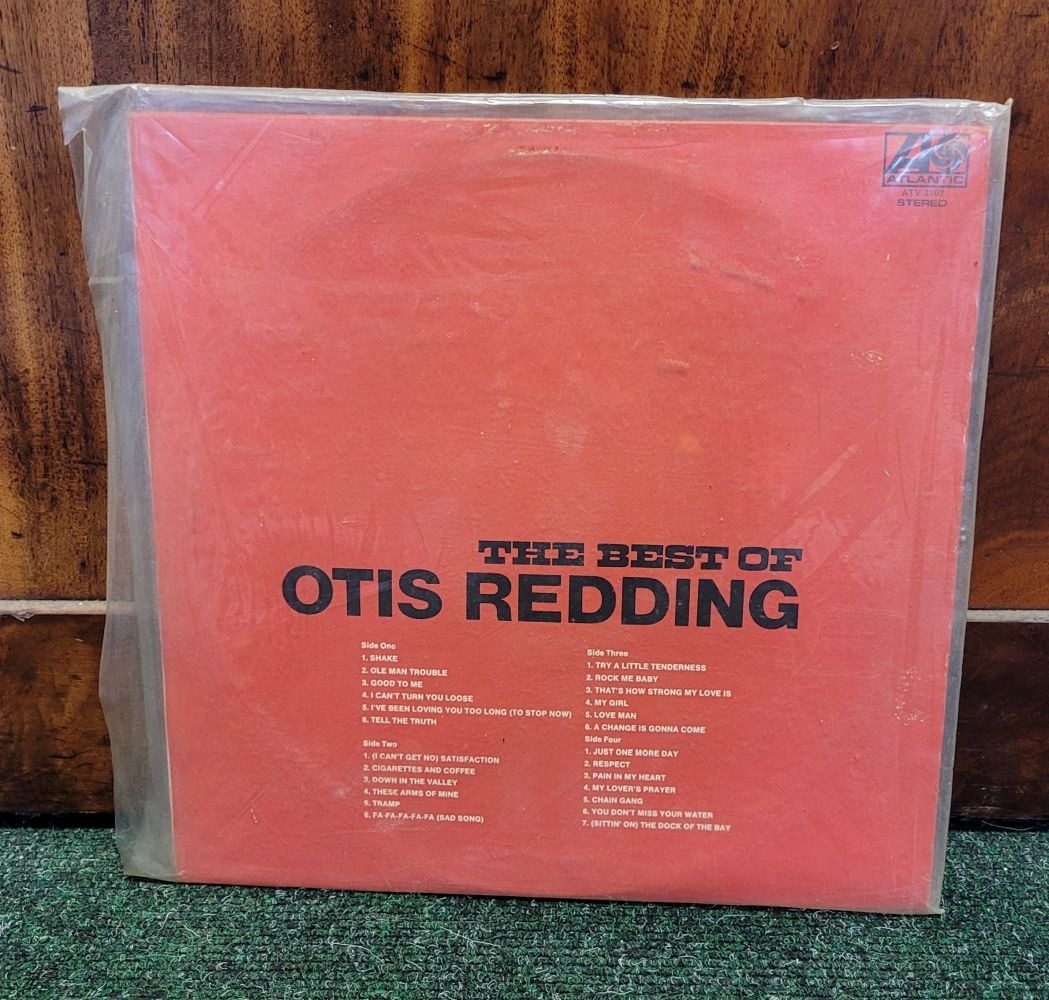 ATLANTIC
ATV 3102
STEREO
THE BEST OF
OTIS REDDING
Side One
1. SHAKE
2. OLE MAN TROUBLE
3. GOOD TO ME
4. I CAN'T TURN YOU LOOSE
5. I'VE BEEN LOVING YOU TOO LONG (TO STOP NOW)
6. TELL THE TRUTH
Side Two
1. (I CAN'T GET NO) SATISFACTION
2. CIGARETTES AND COFFEE
3. DOWN IN THE VALLEY
4. THESE ARMS OF MINE
5. TRAMP
6. FA-FA-FA-FA-FA (SAD SONG)
Side Three
1. TRY A LITTLE TENDERNESS
2. ROCK ME BABY
3. THAT'S HOW STRONG MY LOVE IS
4. MY GIRL
5. LOVE MAN
6. A CHANGE IS GONNA COME
Side Four
1. JUST ONE MORE DAY
2. RESPECT
3. PAIN IN MY HEART
4. MY LOVER'S PRAYER
5. CHAIN GANG
6. YOU DON'T MISS YOUR WATER
7. (SITTIN' ON) THE DOCK OF THE BAY